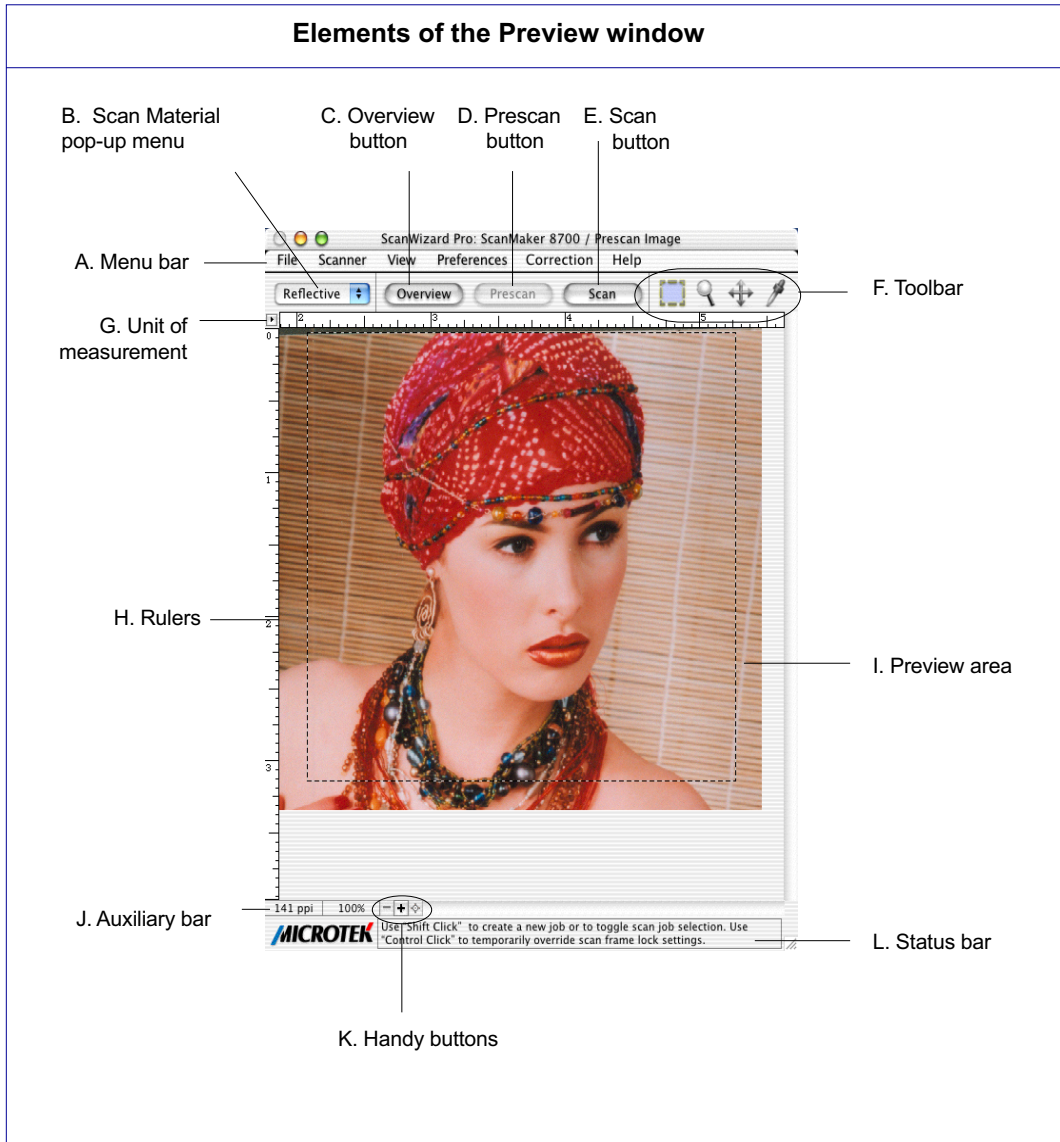 Elements of the Preview window
B.  Scan Material
pop-up menu
C. Overview
button
D. Prescan
button
E. Scan
button
ScanWizard Pro: ScanMaker 8700 / Prescan Image
A. Menu bar
File Scanner View Preferences Correction Help
Reflective Overview Prescan Scan
F. Toolbar
G. Unit of
measurement
2 3 4 5
0
1
H. Rulers
2
I. Preview area
3
J. Auxiliary bar
141 ppi 100%
MICROTEK
Use "Shift Click" to create a new job or to toggle scan job selection. Use
"Control Click" to temporarily override scan frame lock settings.
L. Status bar
K. Handy buttons